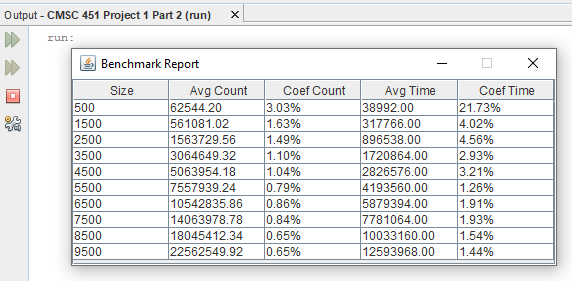 Output - CMSC 451 Project 1 Part 2 (run) X
run:
Benchmark Report
Size Avg Count Coef Count Avg Time Coef Time
500 62544.20 3.03% 38992.00 21.73%
1500 561081.02 1.63% 317766.00 4.02%
2500 1563729.56 1.49% 896538.00 4.56%
3500 3064649.32 1.10% 1720864.00 2.93%
4500 5063954.18 1.04% 2826576.00 3.21%
5500 7557939.24 0.79% 4193560.00 1.26%
6500 10542835.86 0.86% 5879394.00 1.91%
7500 14063978.78 0.84% 7781064.00 1.93%
8500 18045412.34 0.65% 10033160.00 1.54%
9500 22562549.92 0.65% 12593968.00 1.44%